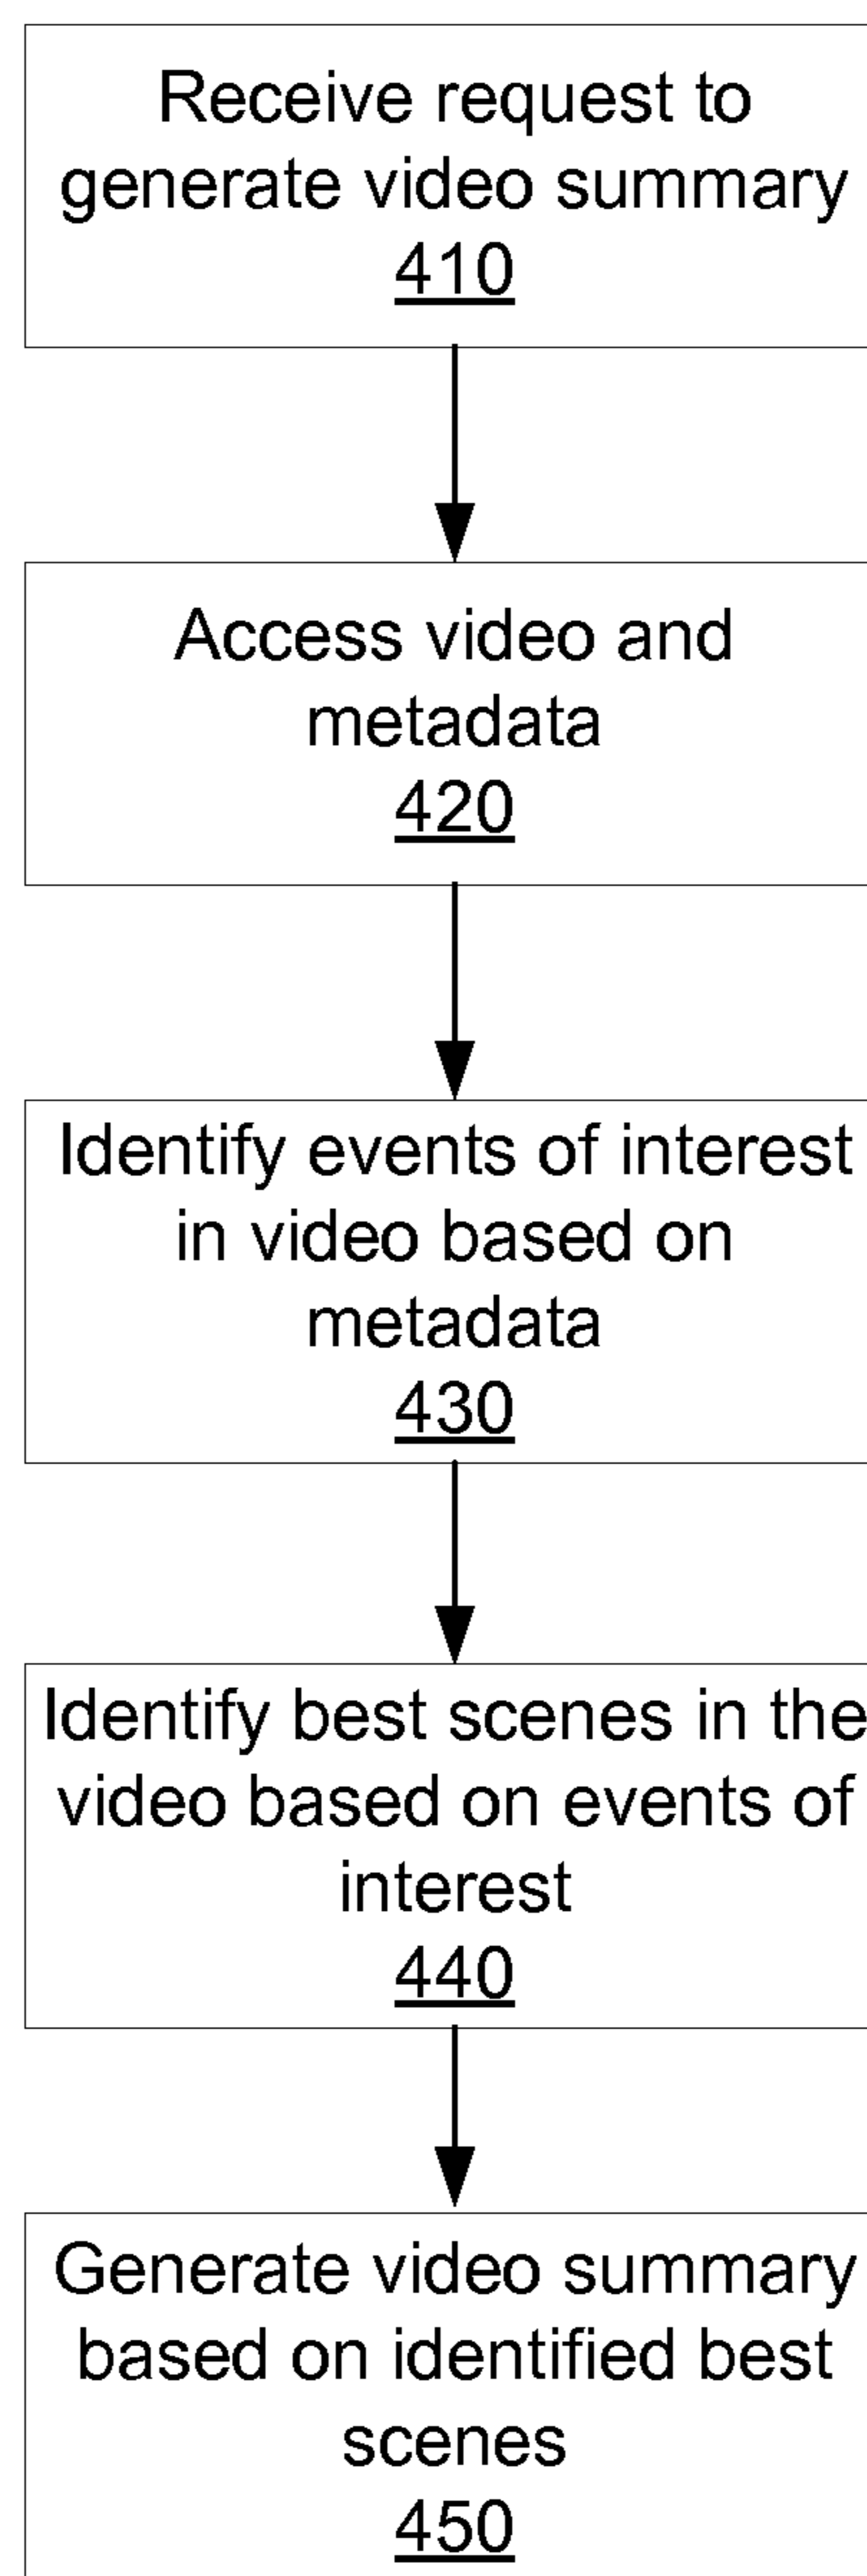 Receive request to
generate video summary
410
Access video and
metadata
420
Identify events of interest
in video based on
metadata
430
Identify best scenes in the
video based on events of
interest
440
Generate video summary
based on identified best
scenes
450